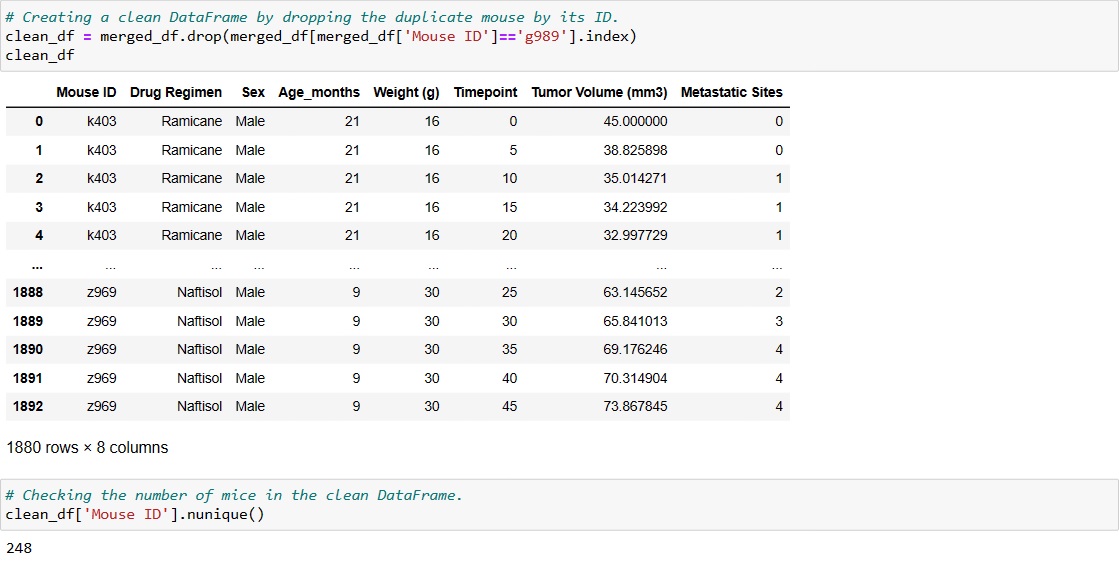 # Creating a clean DataFrame by dropping the duplicate mouse by its ID.
clean_df = merged_df.drop(merged_df[merged_df['Mouse ID']=='g989'].index)
clean_df
Mouse ID Drug Regimen Sex Age_months Weight (g) Timepoint Tumor Volume (mm3) Metastatic Sites
0 k403 Ramicane Male 21 16 0 45.000000 0
1 k403 Ramicane Male 21 16 5 38.825898 0
2 k403 Ramicane Male 21 16 10 35.014271 1
3 k403 Ramicane Male 21 16 15 34.223992 1
4 k403 Ramicane Male 21 16 20 32.997729 1
... ... ... ... ... ... ... ... ...
1888 z969 Naftisol Male 9 30 25 63.145652 2
1889 z969 Naftisol Male 9 30 30 65.841013 3
1890 z969 Naftisol Male 9 30 35 69.176246 4
1891 z969 Naftisol Male 9 30 40 70.314904 4
1892 z969 Naftisol Male 9 30 45 73.867845 4
1880 rows × 8 columns
# Checking the number of mice in the clean DataFrame.
clean_df['Mouse ID'].nunique()
248